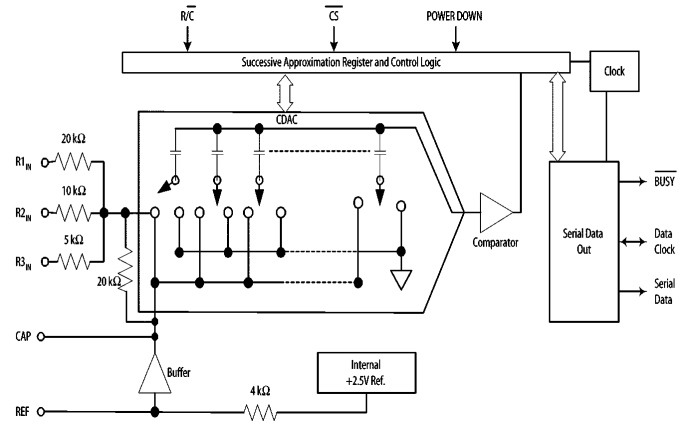 R/C
CS
POWER DOWN
Successive Approximation Register and Control Logic
Clock
CDAC
20 kΩ
R1IN
10 kΩ
R2IN
5 kΩ
R3IN
20 kΩ
Comparator
Serial Data
Out
BUSY
Data
Clock
Serial
Data
CAP
Buffer
Internal
+2.5V Ref.
4 kΩ
REF